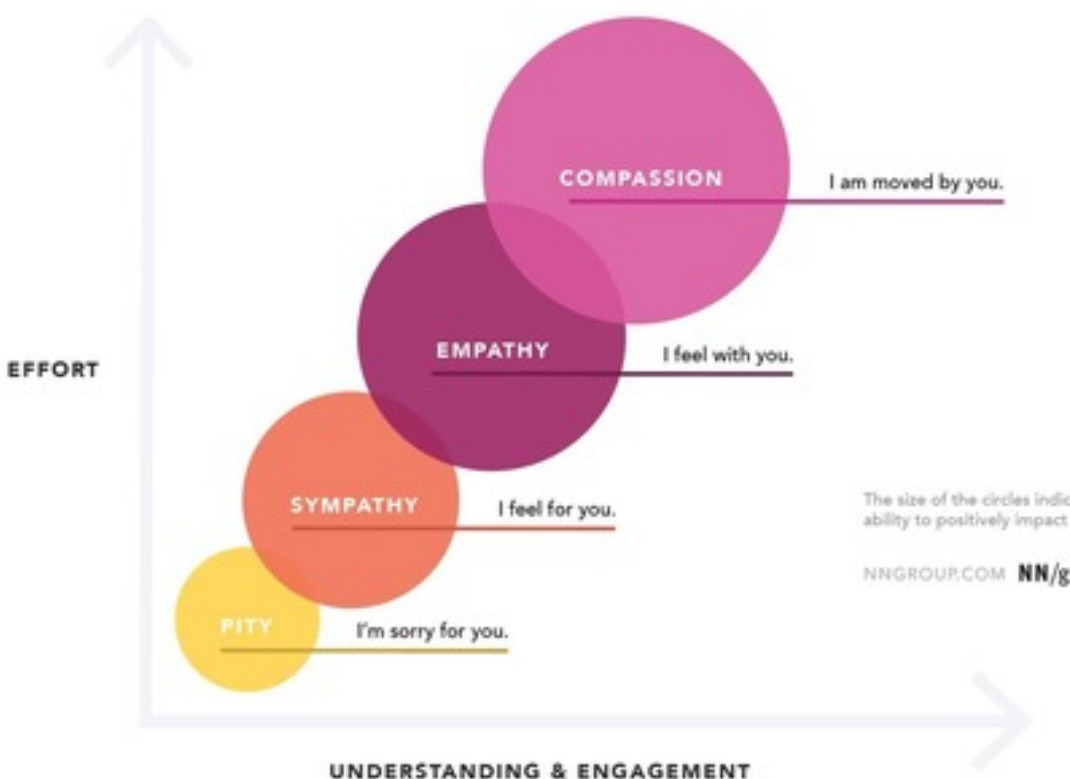 COMPASSION
I am moved by you.
EMPATHY
I feel with you.
EFFORT
SYMPATHY
I feel for you.
The size of the circles
ability to positively impact
NNGROUP.COM NN/g
PITY
I'm sorry for you.
UNDERSTANDING & ENGAGEMENT